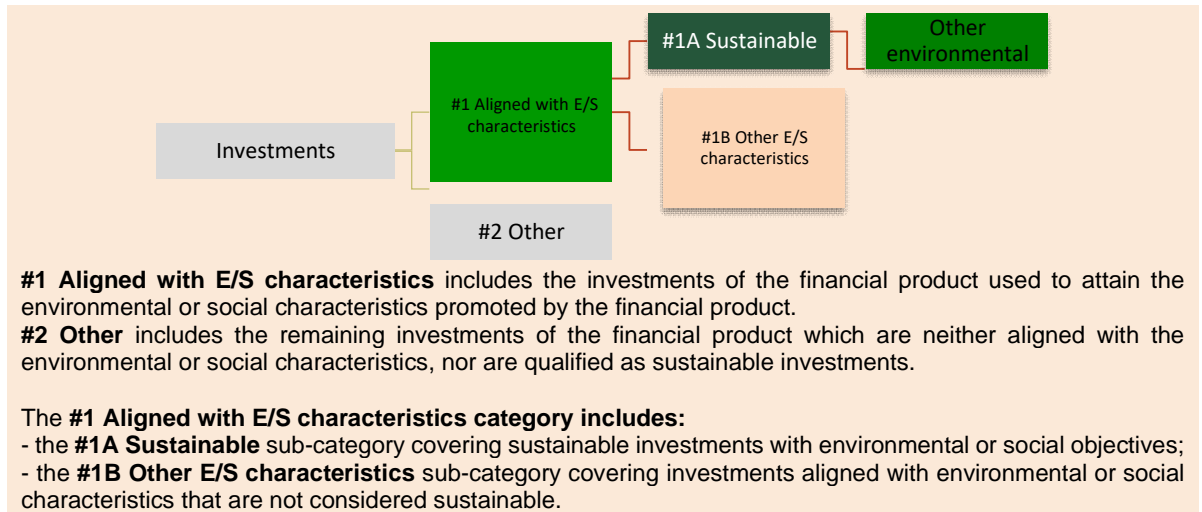 #1A Sustainable
Other
environmental
#1 Aligned with E/S
characteristics
#1B Other E/S
characteristics
Investments
#2 Other
#1 Aligned with E/S characteristics includes the investments of the financial product used to attain the
environmental or social characteristics promoted by the financial product.
#2 Other includes the remaining investments of the financial product which are neither aligned with the
environmental or social characteristics, nor are qualified as sustainable investments.
The #1 Aligned with E/S characteristics category includes:
- the #1A Sustainable sub-category covering sustainable investments with environmental or social objectives;
- the #1B Other E/S characteristics sub-category covering investments aligned with environmental or social
characteristics that are not considered sustainable.